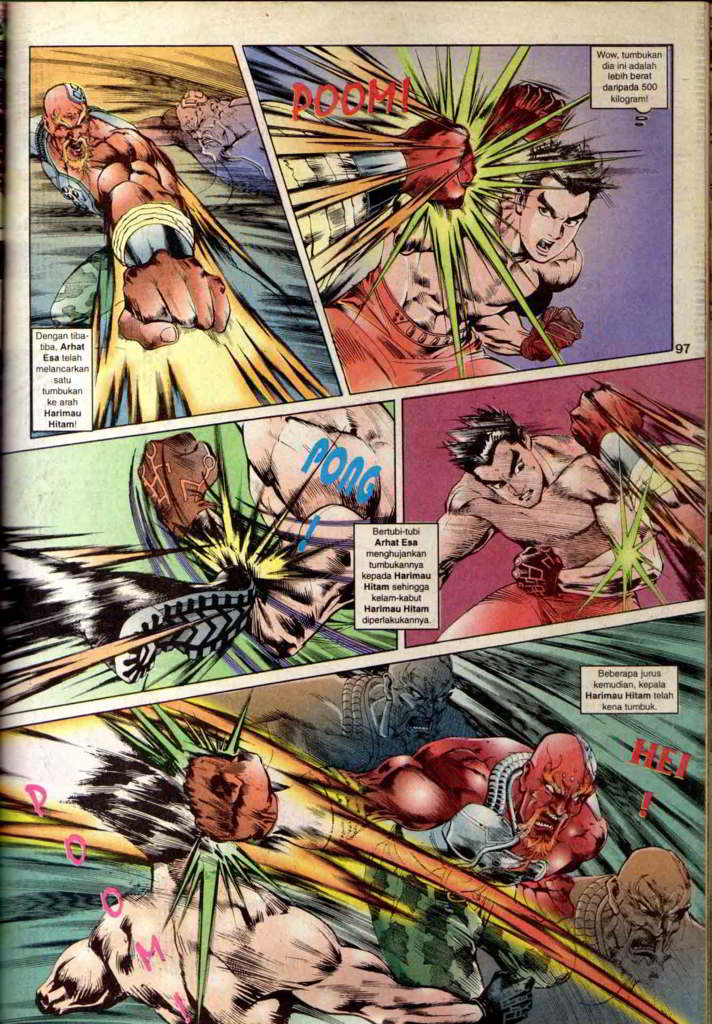 Dengan tiba-
tiba, Arhat
Esa telah
melancarkan
satu
tumbukan
ke arah
Harimau
Hitam!
POOM!
Wow, tumbukan
dia ini adalah
lebih berat
daripada 500
kilogram!
97
PONG
!
Bertubi-tubi
Arhat Esa
menghujankan
tumbukannya
kepada Harimau
Hitam sehingga
kelam-kabut
Harimau Hitam
diperlakukannya.
Beberapa jurus
kemudian, kepala
Harimau Hitam telah
kena tumbuk.
HEI
!
POOM!